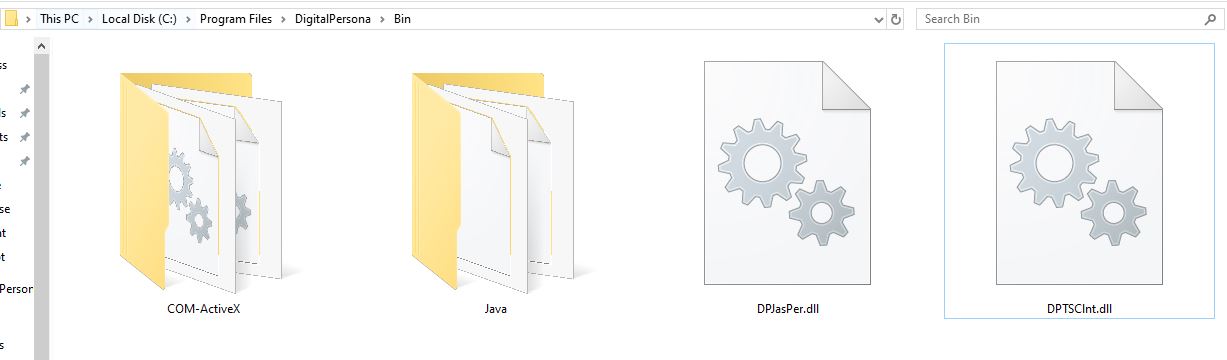 This PC > Local Disk (C:) > Program Files > DigitalPersona > Bin
Search Bin
ss
ls
ts
se
nt
t
Person
s
COM-ActiveX
Java
DPJasPer.dll
DPTSClnt.dll